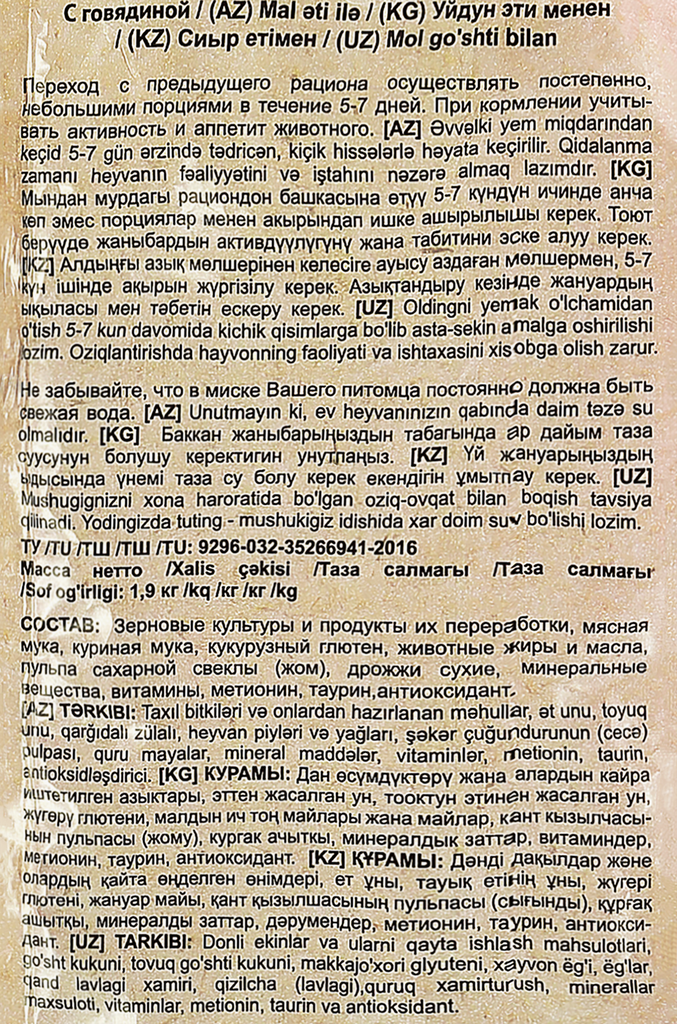 С говядиной / (AZ) Mal əti ilə / (KG) Уйдун эти менен
/ (KZ) Сиыр етімен / (UZ) Mol go'shti bilan
Переход с предыдущего рациона осуществлять постепенно,
небольшими порциями в течение 5-7 дней. При кормлении учиты-
вать активность и аппетит животного. [AZ] Əvvəlki yem miqdarından
keçid 5-7 gün ərzində tədricən, kiçik hissələrlə həyata keçirilir. Qidalanma
zamanı heyvanın fəaliyyətini və iştahını nəzərə almaq lazımdır. [KG]
Мындан мурдагы рациондон башкасына өтүү 5-7 күндүн ичинде анча
көп эмес порциялар менен акырындап ишке ашырылышы керек. Тоют
берүүдө жаныбардын активдүүлүгүнү жана табитини эске алуу керек.
[KZ] Алдыңғы азық мөлшерінен келесіге ауысу аздаған мөлшермен, 5-7
күн ішінде ақырын жүргізілу керек. Азықтандыру кезінде жануардың
ықыласы мен тәбетін ескеру керек. [UZ] Oldingni yemak o'lchamidan
o'tish 5-7 kun davomida kichik qisimlarga bo'lib asta-sekin amalga oshirilishi
lozim. Oziqlantirishda hayvonning faoliyati va ishtaxasini xisobga olish zarur.
Не забывайте, что в миске Вашего питомца постоянно должна быть
свежая вода. [AZ] Unutmayın ki, ev heyvanınızın qabında daim təzə su
olmalıdır. [KG] Баккан жаныбарыңыздын табагында ар дайым таза
суусунун болушу керектигин унутпаңыз. [KZ] Үй жануарыңыздың
ыдысында үнемі таза су болу керек екендігін ұмытпау керек. [UZ]
Mushugignizni xona haroratida bo'lgan oziq-ovqat bilan boqish tavsiya
qilinadi. Yodingizda tuting - mushukigiz idishida xar doim suv bo'lishi lozim.
ТУ /TU /ТШ /ТШ /TU: 9296-032-35266941-2016
Масса нетто /Xalis çəkisi /Таза салмагы /Таза салмағы
/Sof og'irligi: 1,9 кг /kq /кг /кг /kg
СОСТАВ: Зерновые культуры и продукты их переработки, мясная
мука, куриная мука, кукурузный глютен, животные жиры и масла,
пульпа сахарной свеклы (жом), дрожжи сухие, минеральные
вещества, витамины, метионин, таурин,антиоксидант.
[AZ] TƏRKIBI: Taxıl bitkiləri və onlardan hazırlanan məhullar, ət unu, toyuq
unu, qarğıdalı zülalı, heyvan piyləri və yağları, şəkər çuğundurunun (cecə)
pulpası, quru mayalar, mineral maddələr, vitaminlər, metionin, taurin,
antioksidləşdirici. [KG] КУРАМЫ: Дан өсүмдүктөрү жана алардын кайра
иштетилген азыктары, эттен жасалган ун, тооктун этинен жасалган ун,
жүгөрү глютени, малдын ич тоң майлары жана майлар, кант кызылчасы-
нын пульпасы (жому), кургак ачыткы, минералдык заттар, витаминдер,
метионин, таурин, антиоксидант. [KZ] ҚҰРАМЫ: Дәнді дақылдар және
олардың қайта өңделген өнімдері, ет ұны, тауық етінің ұны, жүгері
глютені, жануар майы, қант қызылшасының пульпасы (сығынды), құрғақ
ашытқы, минералды заттар, дәрумендер, метионин, таурин, антиокси-
дант. [UZ] TARKIBI: Donli ekinlar va ularni qayta ishlash mahsulotlari,
go'sht kukuni, tovuq go'shti kukuni, makkajo'xori glyuteni, xayvon ёg'i, ёg'lar,
qand lavlagi xamiri, qizilcha (lavlagi),quruq xamirturush, minerallar
maxsuloti, vitaminlar, metionin, taurin va antioksidant.